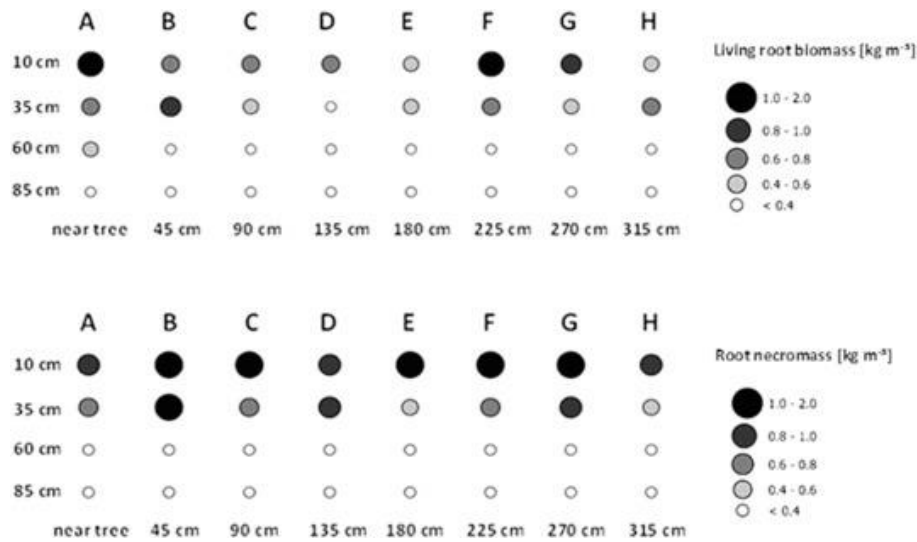 A B C D E F G H
10 cm
Living root biomass [kg m⁻³]
1.0 - 2.0
35 cm
0.8 - 1.0
60 cm
0.6 - 0.8
0.4 - 0.6
85 cm
< 0.4
near tree 45 cm 90 cm 135 cm 180 cm 225 cm 270 cm 315 cm
A B C D E F G H
10 cm
Root necromass [kg m⁻³]
35 cm
1.0 - 2.0
0.8 - 1.0
60 cm
0.6 - 0.8
85 cm
0.4 - 0.6
< 0.4
near tree 45 cm 90 cm 135 cm 180 cm 225 cm 270 cm 315 cm